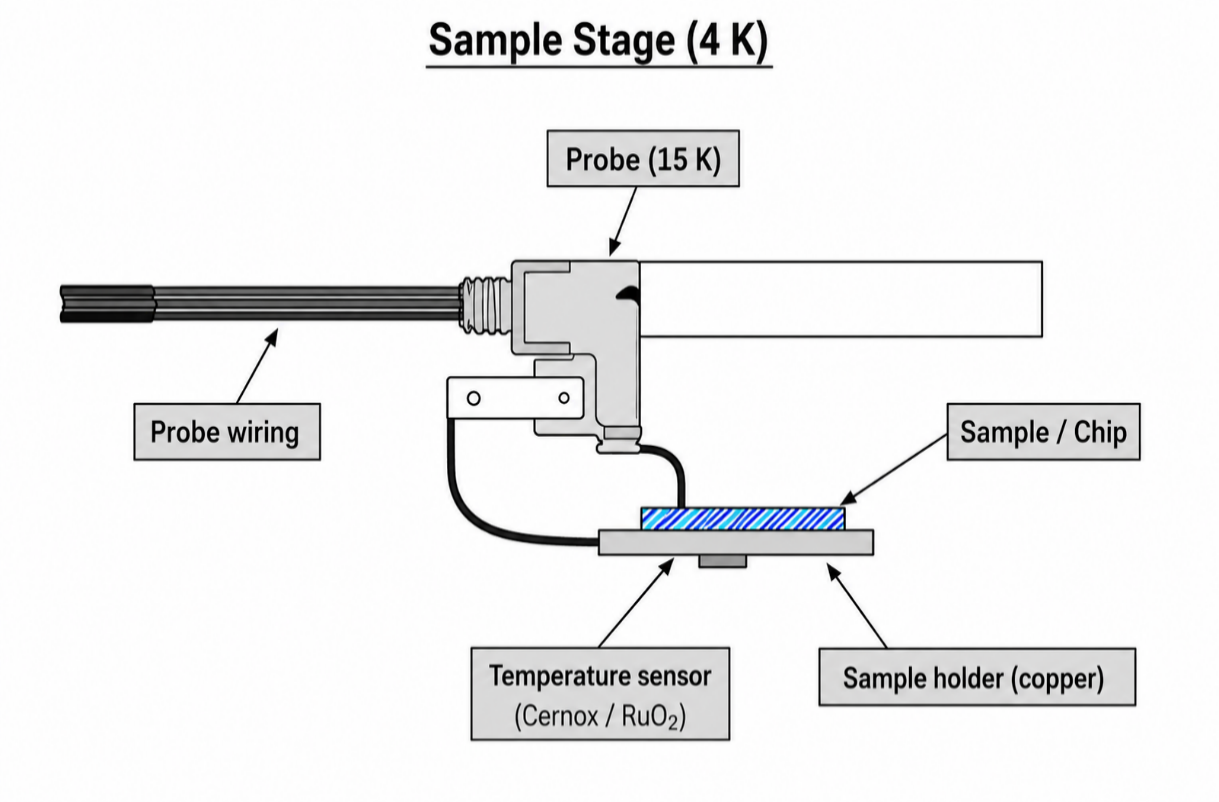 Sample Stage (4 K)
Probe (15 K)
Probe wiring
Sample / Chip
Temperature sensor
(Cernox / RuO₂)
Sample holder (copper)